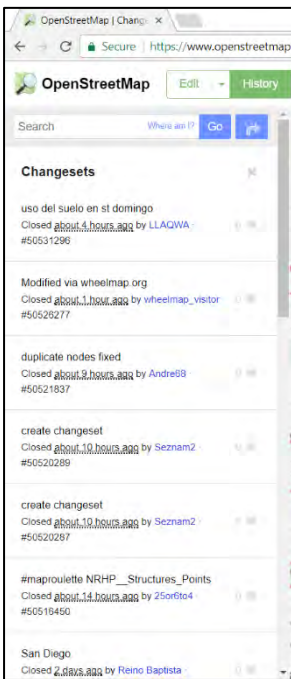 OpenStreetMap | Chang
Secure | https://www.openstreetmap
OpenStreetMap Edit History
Search Where am I? Go
Changesets
uso del suelo en st domingo
Closed about 4 hours ago by LLAQWA ·
#50531296
Modified via wheelmap.org
Closed about 1 hour ago by wheelmap_visitor ·
#50526277
duplicate nodes fixed
Closed about 9 hours ago by Andre68 ·
#50521837
create changeset
Closed about 10 hours ago by Seznam2 ·
#50520289
create changeset
Closed about 10 hours ago by Seznam2 ·
#50520287
#maproulette NRHP__Structures_Points
Closed about 14 hours ago by 25or6to4 ·
#50516450
San Diego
Closed 2 days ago by Reino Baptista ·